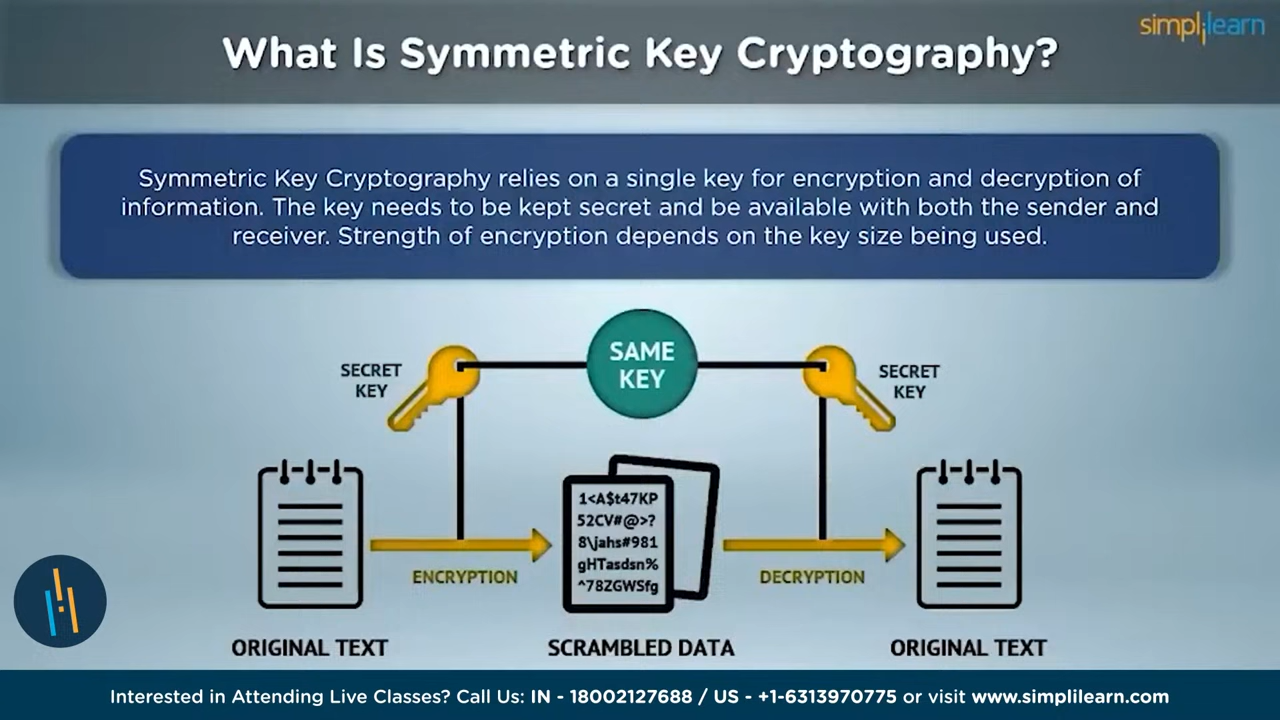 simplilearn
What Is Symmetric Key Cryptography?
Symmetric Key Cryptography relies on a single key for encryption and decryption of
information. The key needs to be kept secret and be available with both the sender and
receiver. Strength of encryption depends on the key size being used.
SAME
KEY
SECRET
KEY
SECRET
KEY
1<A$t47KP
52CV#@>?
8\jahs#981
gHTasdsn%
^78ZGWSfg
ENCRYPTION
DECRYPTION
ORIGINAL TEXT
SCRAMBLED DATA
ORIGINAL TEXT
Interested in Attending Live Classes? Call Us: IN - 18002127688 / US - +1-6313970775 or visit www.simplilearn.com